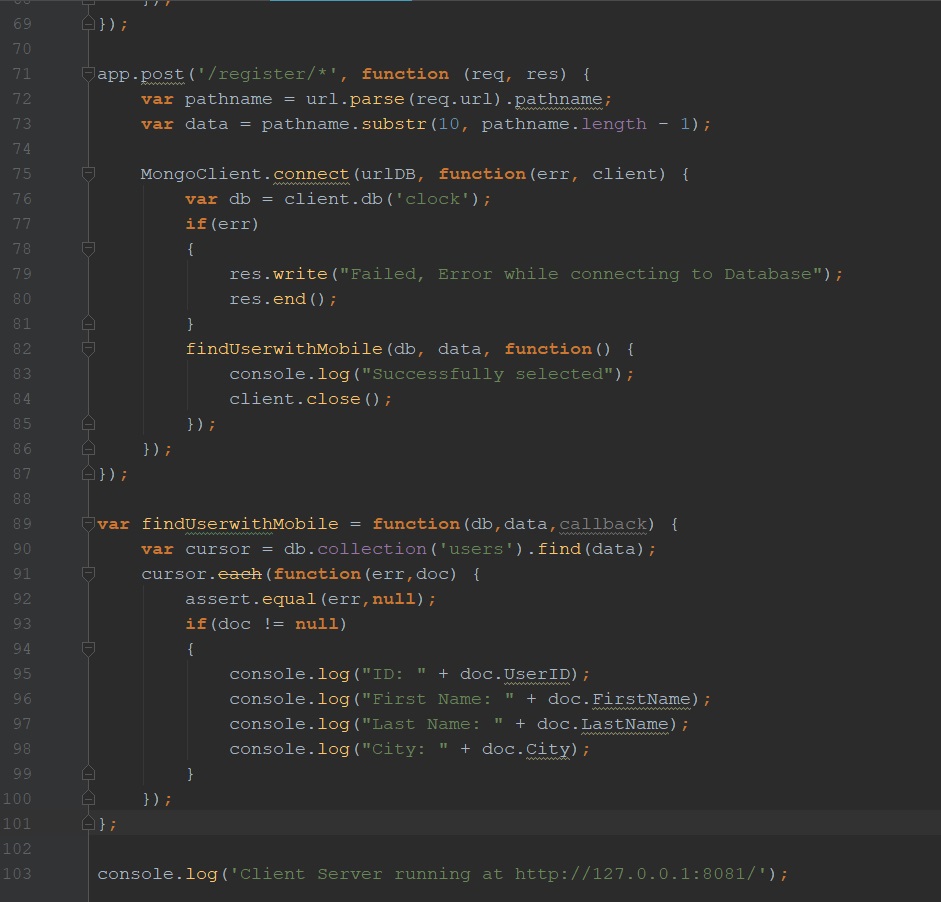 69 });
70
71 app.post('/register/*', function (req, res) {
72     var pathname = url.parse(req.url).pathname;
73     var data = pathname.substr(10, pathname.length - 1);
74
75     MongoClient.connect(urlDB, function(err, client) {
76         var db = client.db('clock');
77         if(err)
78         {
79             res.write("Failed, Error while connecting to Database");
80             res.end();
81         }
82         findUserwithMobile(db, data, function() {
83             console.log("Successfully selected");
84             client.close();
85         });
86     });
87 });
88
89 var findUserwithMobile = function(db,data,callback) {
90     var cursor = db.collection('users').find(data);
91     cursor.each(function(err,doc) {
92         assert.equal(err,null);
93         if(doc != null)
94         {
95             console.log("ID: " + doc.UserID);
96             console.log("First Name: " + doc.FirstName);
97             console.log("Last Name: " + doc.LastName);
98             console.log("City: " + doc.City);
99         }
100     });
101 };
102
103 console.log('Client Server running at http://127.0.0.1:8081/');